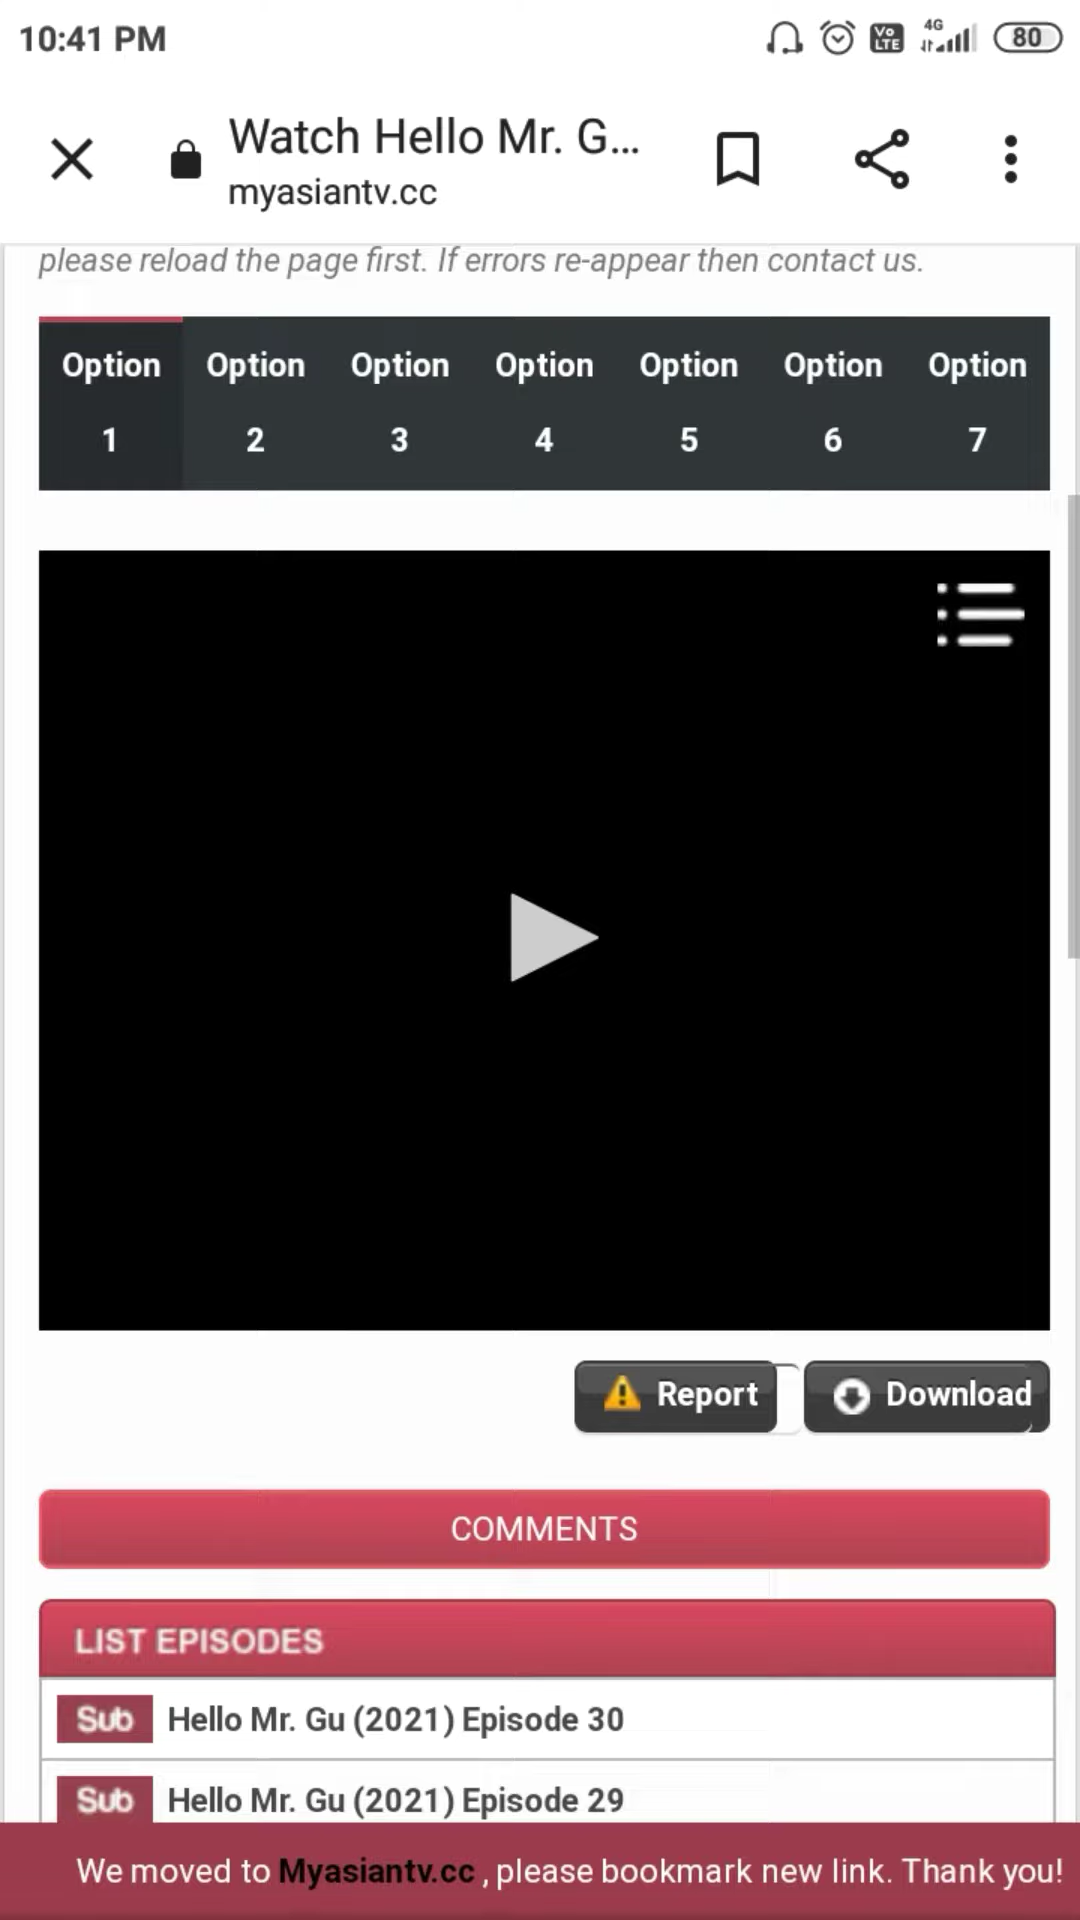 10:41 PM
Vo LTE
4G
80
Watch Hello Mr. G...
myasiantv.cc
please reload the page first. If errors re-appear then contact us.
Option 1
Option 2
Option 3
Option 4
Option 5
Option 6
Option 7
Report
Download
COMMENTS
LIST EPISODES
Sub Hello Mr. Gu (2021) Episode 30
Sub Hello Mr. Gu (2021) Episode 29
We moved to Myasiantv.cc , please bookmark new link. Thank you!